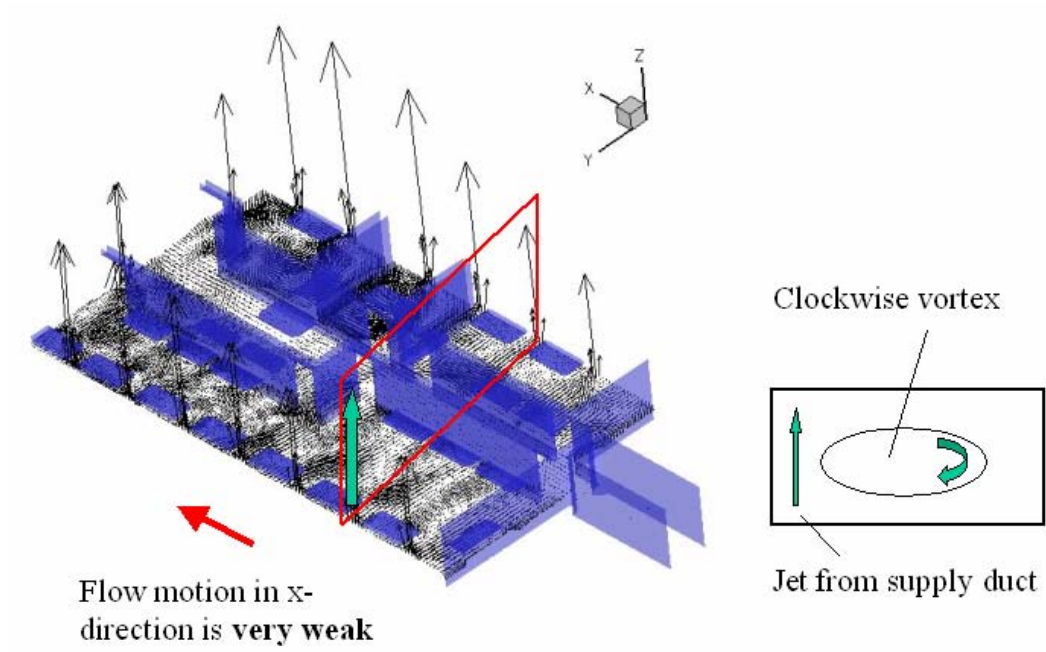 Z
X
Y
Clockwise vortex
Jet from supply duct
Flow motion in x-
direction is very weak